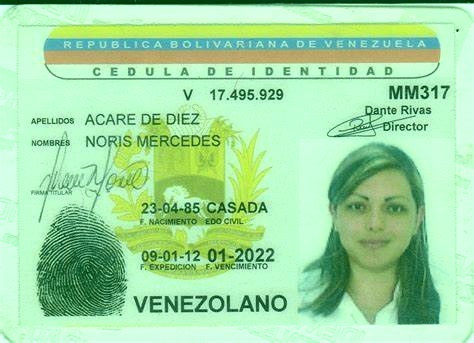 REPUBLICA BOLIVARIANA DE VENEZUELA
CEDULA DE IDENTIDAD
V 17.495.929 MM317
Dante Rivas
Director
APELLIDOS ACARE DE DIEZ
NOMBRES NORIS MERCEDES
FIRMA TITULAR
23-04-85 CASADA
F. NACIMIENTO EDO CIVIL
09-01-12 01-2022
F. EXPEDICION F. VENCIMIENTO
VENEZOLANO